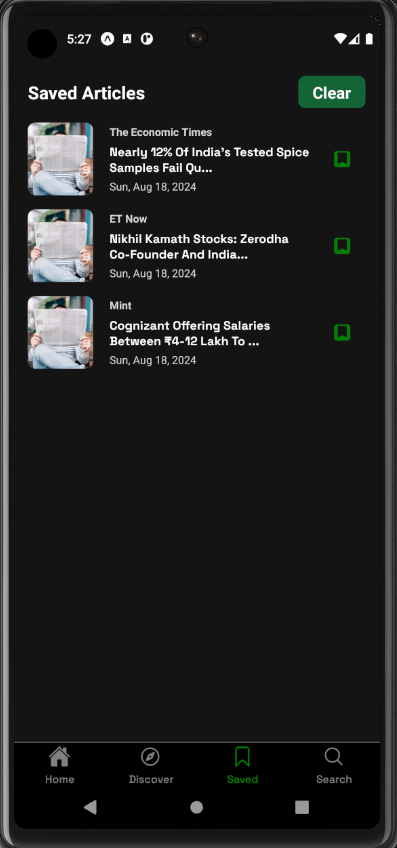 5:27
Saved Articles
Clear
The Economic Times
Nearly 12% Of India's Tested Spice
Samples Fail Qu...
Sun, Aug 18, 2024
ET Now
Nikhil Kamath Stocks: Zerodha
Co-Founder And India...
Sun, Aug 18, 2024
Mint
Cognizant Offering Salaries
Between ₹4-12 Lakh To ...
Sun, Aug 18, 2024
Home
Discover
Saved
Search